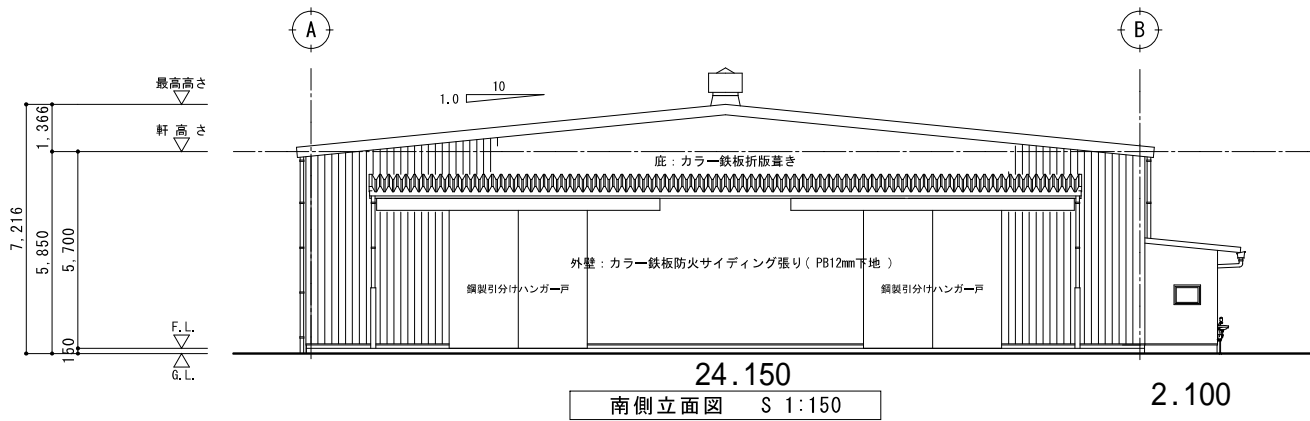 A
B
最高高さ
10
1.0
1,366
軒高さ
庇：カラー鉄板折版葺き
7,216
5,850
5,700
外壁：カラー鉄板防火サイディング張り（PB12mm下地）
鋼製引分けハンガー戸
鋼製引分けハンガー戸
F.L.
150
G.L.
24.150
2.100
南側立面図 S 1:150